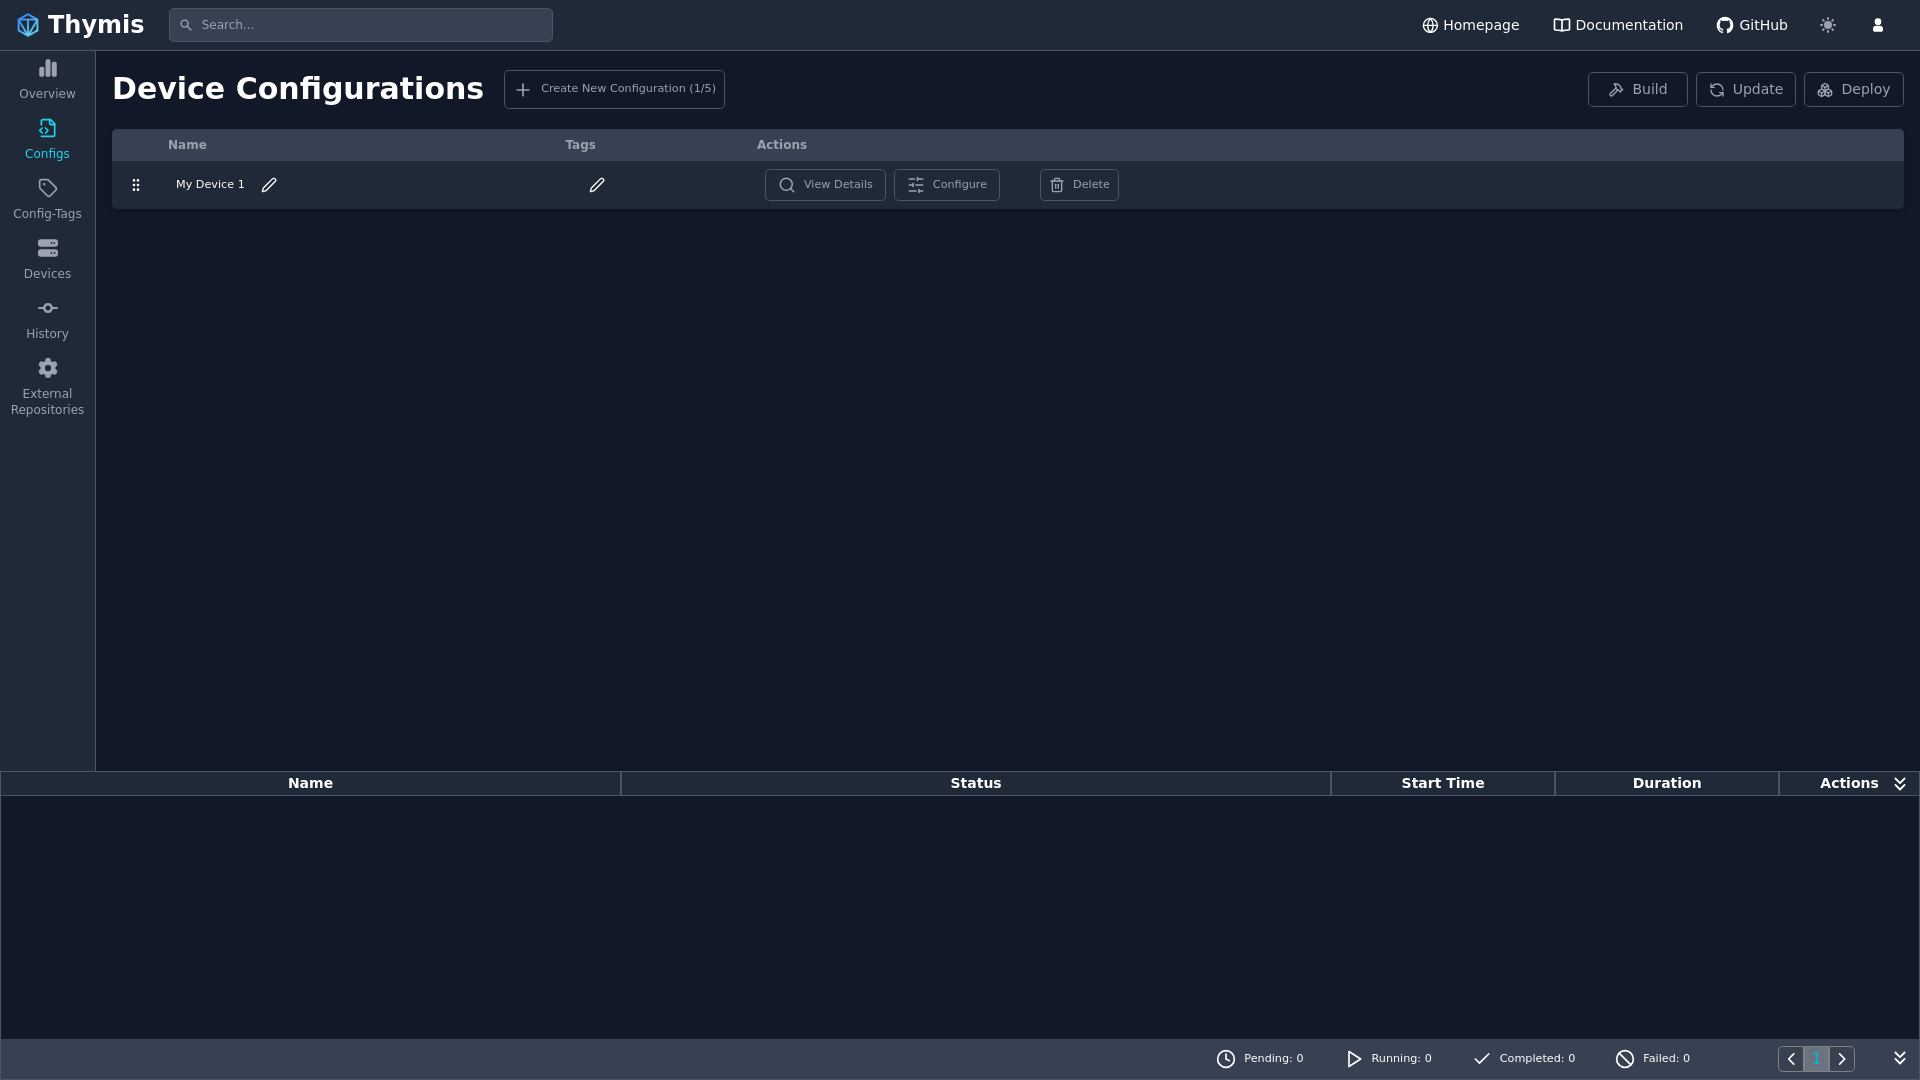 Thymis
Search...
Homepage
Documentation
GitHub
Overview
Configs
Config-Tags
Devices
History
External
Repositories
Device Configurations
Create New Configuration (1/5)
Build
Update
Deploy
Name Tags Actions
My Device 1
View Details
Configure
Delete
Name Status Start Time Duration Actions
Pending: 0
Running: 0
Completed: 0
Failed: 0
1